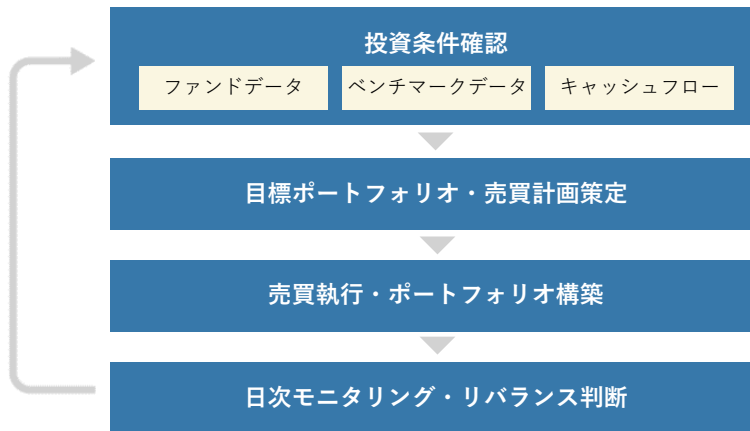 投資条件確認
ファンドデータ ベンチマークデータ キャッシュフロー
目標ポートフォリオ・売買計画策定
売買執行・ポートフォリオ構築
日次モニタリング・リバランス判断